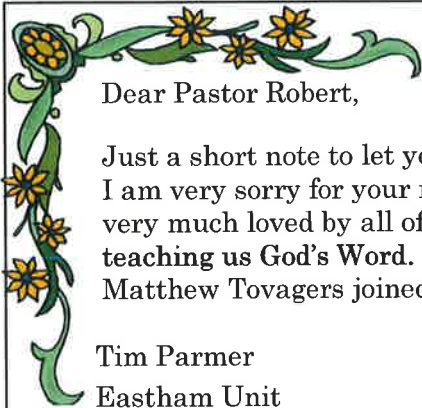 Dear Pastor Robert,
Just a short note to let
I am very sorry for your
very much loved by all of
teaching us God's Word.
Matthew Tovagers joined
Tim Parmer
Eastham Unit